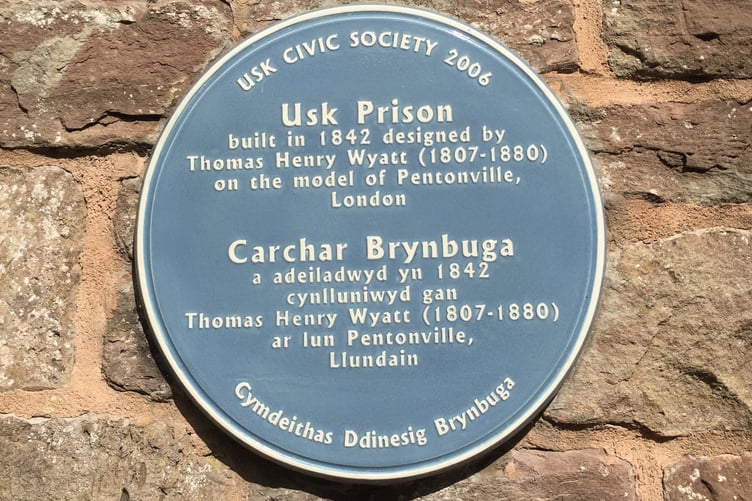 USK CIVIC SOCIETY 2006
Usk Prison
built in 1842 designed by
Thomas Henry Wyatt (1807-1880)
on the model of Pentonville,
London
Carchar Brynbuga
a adeiladwyd yn 1842
cynlluniwyd gan
Thomas Henry Wyatt (1807-1880)
ar lun Pentonville,
Llundain
Cymdeithas Ddinesig Brynbuga